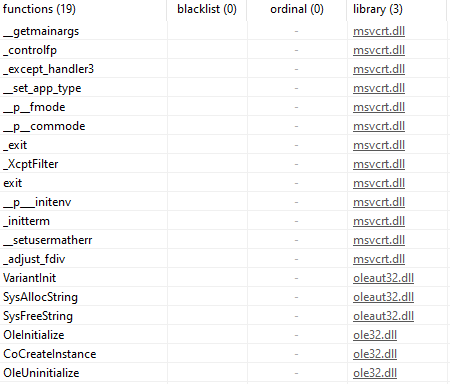 functions (19) blacklist (0) ordinal (0) library (3)
__getmainargs - msvcrt.dll
_controlfp - msvcrt.dll
_except_handler3 - msvcrt.dll
__set_app_type - msvcrt.dll
__p__fmode - msvcrt.dll
__p__commode - msvcrt.dll
_exit - msvcrt.dll
_XcptFilter - msvcrt.dll
exit - msvcrt.dll
__p___initenv - msvcrt.dll
_initterm - msvcrt.dll
__setusermatherr - msvcrt.dll
_adjust_fdiv - msvcrt.dll
VariantInit - oleaut32.dll
SysAllocString - oleaut32.dll
SysFreeString - oleaut32.dll
OleInitialize - ole32.dll
CoCreateInstance - ole32.dll
OleUninitialize - ole32.dll